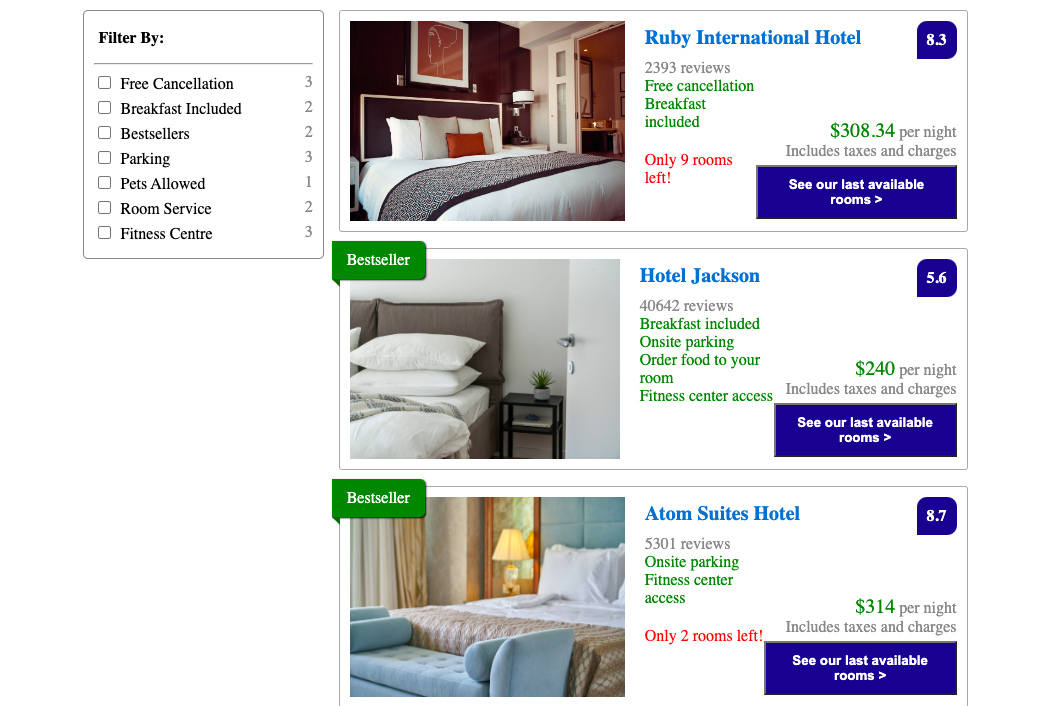 Filter By:
Free Cancellation 3
Breakfast Included 2
Bestsellers 2
Parking 3
Pets Allowed 1
Room Service 2
Fitness Centre 3
Ruby International Hotel
8.3
2393 reviews
Free cancellation
Breakfast
included
Only 9 rooms
left!
$308.34 per night
Includes taxes and charges
See our last available
rooms >
Bestseller
Hotel Jackson
5.6
40642 reviews
Breakfast included
Onsite parking
Order food to your
room
Fitness center access
$240 per night
Includes taxes and charges
See our last available
rooms >
Bestseller
Atom Suites Hotel
8.7
5301 reviews
Onsite parking
Fitness center
access
Only 2 rooms left!
$314 per night
Includes taxes and charges
See our last available
rooms >